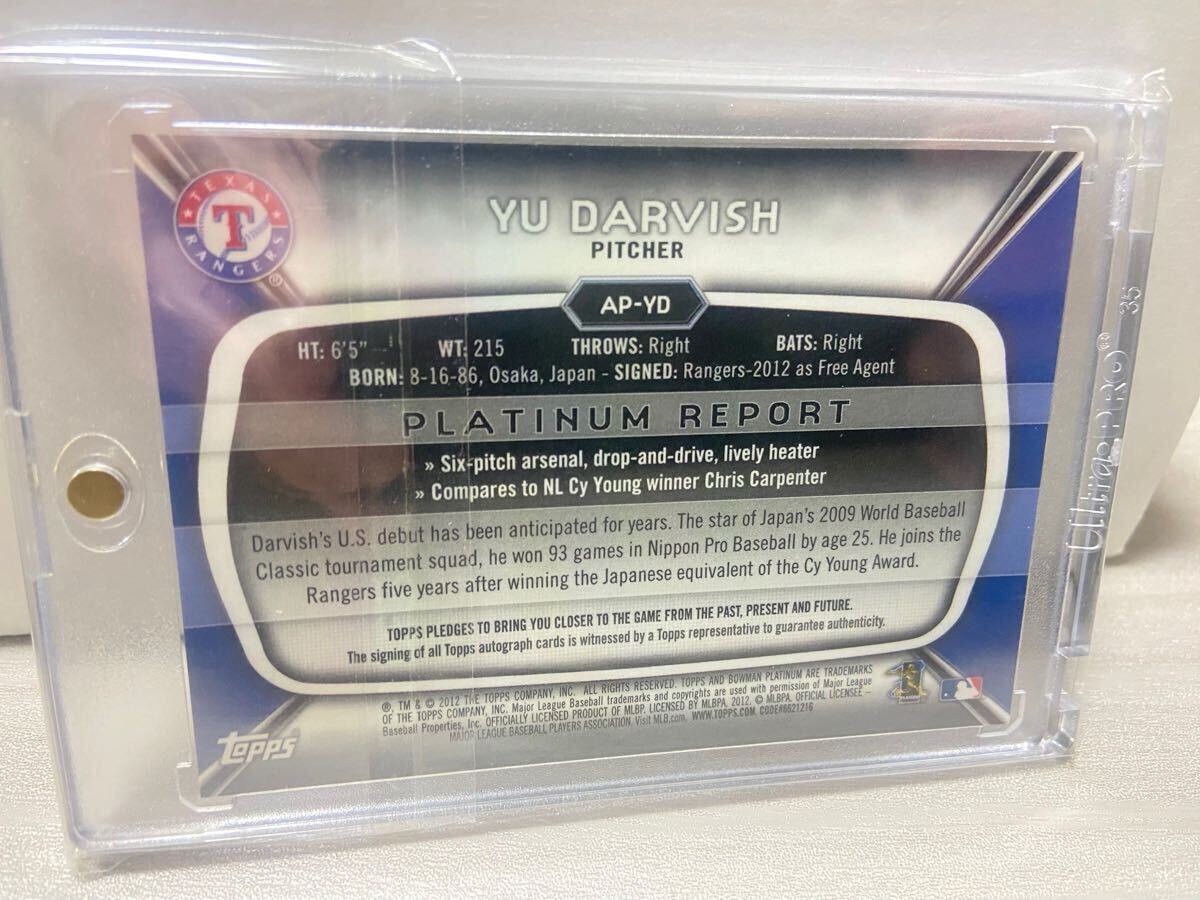 TEXAS
T
RANGERS
®
YU DARVISH
PITCHER
AP-YD
HT: 6'5" WT: 215 THROWS: Right BATS: Right
BORN: 8-16-86, Osaka, Japan - SIGNED: Rangers-2012 as Free Agent
PLATINUM REPORT
» Six-pitch arsenal, drop-and-drive, lively heater
» Compares to NL Cy Young winner Chris Carpenter
Darvish's U.S. debut has been anticipated for years. The star of Japan's 2009 World Baseball
Classic tournament squad, he won 93 games in Nippon Pro Baseball by age 25. He joins the
Rangers five years after winning the Japanese equivalent of the Cy Young Award.
TOPPS PLEDGES TO BRING YOU CLOSER TO THE GAME FROM THE PAST, PRESENT AND FUTURE.
The signing of all Topps autograph cards is witnessed by a Topps representative to guarantee authenticity.
®, TM & © 2012 THE TOPPS COMPANY, INC. ALL RIGHTS RESERVED. TOPPS AND BOWMAN PLATINUM ARE TRADEMARKS
OF THE TOPPS COMPANY, INC. Major League Baseball trademarks and copyrights are used with permission of Major League
Baseball Properties, Inc. OFFICIALLY LICENSED PRODUCT OF MLBP. LICENSED BY MLBPA, 2012. © MLBPA, OFFICIAL LICENSEE –
MAJOR LEAGUE BASEBALL PLAYERS ASSOCIATION. Visit MLB.com. WWW.TOPPS.COM. CODE#8621216
Topps
Ultra·PRO® 35